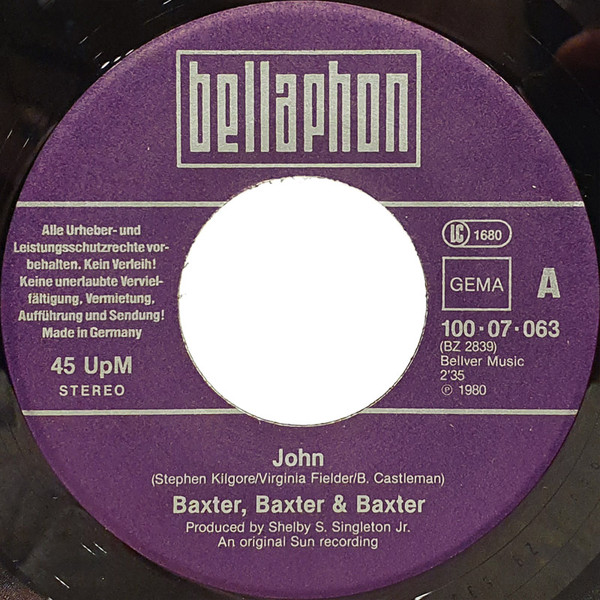 bellaphon
Alle Urheber- und
Leistungsschutzrechte vor-
behalten. Kein Verleih!
Keine unerlaubte Verviel-
fältigung, Vermietung,
Aufführung und Sendung!
Made in Germany
45 UpM
STEREO
LC 1680
GEMA
A
100·07·063
(BZ 2839)
Bellver Music
2'35
℗ 1980
John
(Stephen Kilgore/Virginia Fielder/B. Castleman)
Baxter, Baxter & Baxter
Produced by Shelby S. Singleton Jr.
An original Sun recording